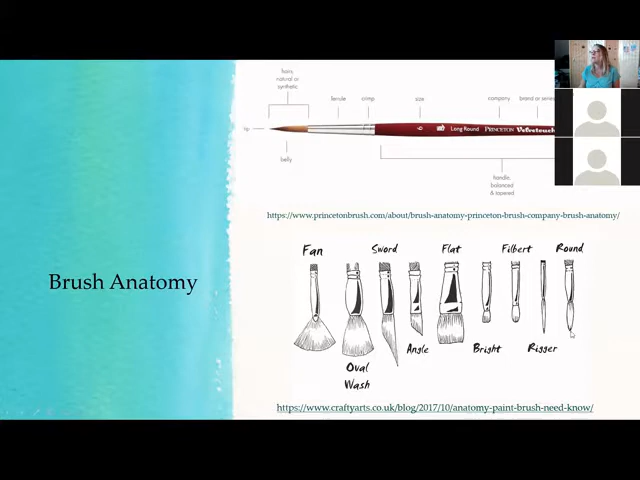 hairs,
natural or
synthetic
ferrule
crimp
size
company
brand or series
tip
6
Long Round
PRINCETON
Velvetouch
belly
handle,
balanced
& tapered
https://www.princetonbrush.com/about/brush-anatomy-princeton-brush-company-brush-anatomy/
Brush Anatomy
Fan
Sword
Flat
Filbert
Round
Angle
Bright
Rigger
Oval
Wash
https://www.craftyarts.co.uk/blog/2017/10/anatomy-paint-brush-need-know/